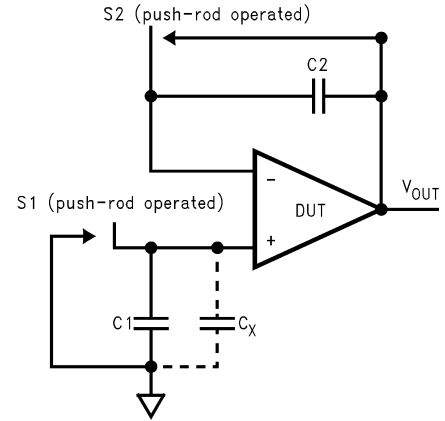 S2 (push-rod operated)
C2
−
DUT
VOUT
S1 (push-rod operated)
+
C1
CX